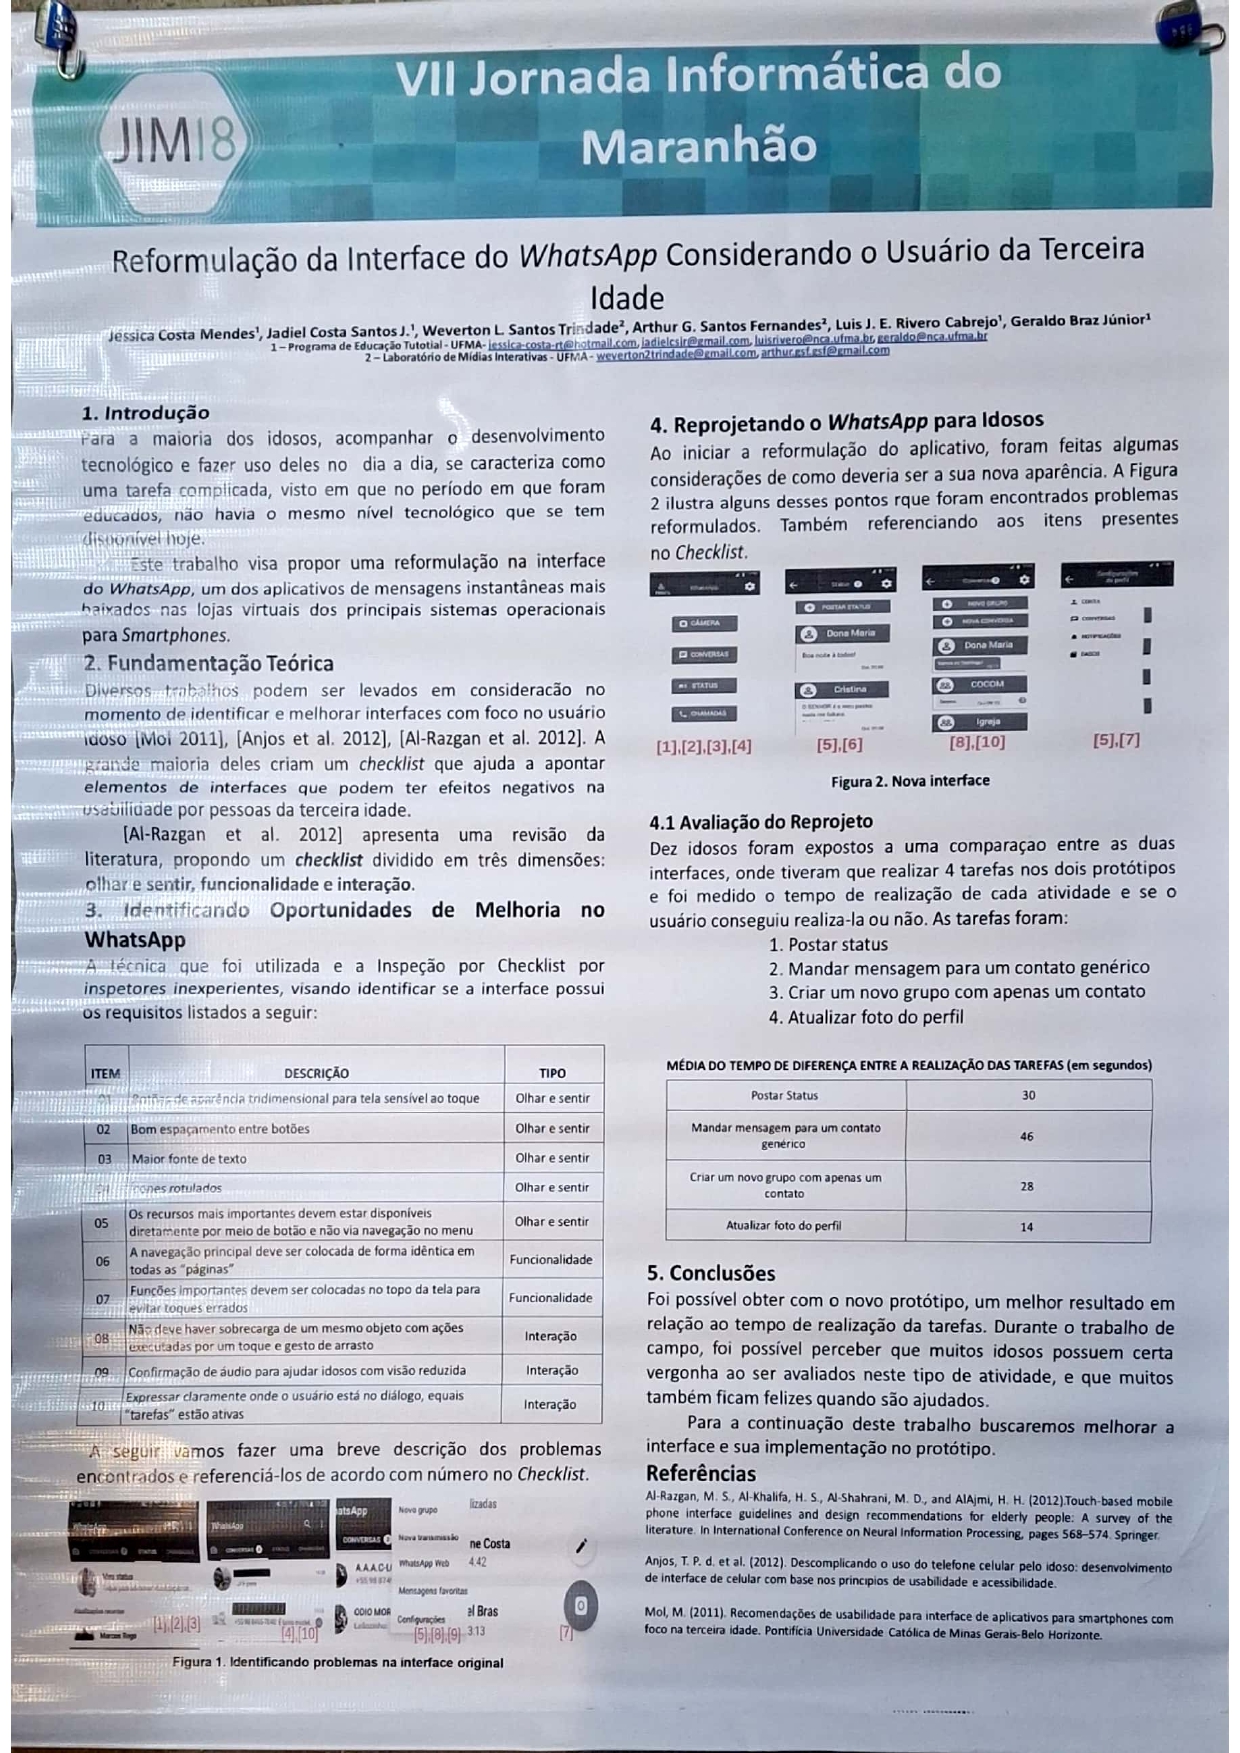 JIM18
VII Jornada Informática do
Maranhão
Reformulação da Interface do WhatsApp Considerando o Usuário da Terceira
Idade
Jéssica Costa Mendes¹, Jadiel Costa Santos J.¹, Weverton L. Santos Trindade², Arthur G. Santos Fernandes², Luis J. E. Rivero Cabrejo¹, Geraldo Braz Júnior¹
1 – Programa de Educação Tutotial - UFMA- jessica-costa-rt@hotmail.com, jadielcsjr@gmail.com, luisrivero@nca.ufma.br, geraldo@nca.ufma.br
2 – Laboratório de Mídias Interativas - UFMA - weverton2trindade@gmail.com, arthur.gsf.gsf@gmail.com
1. Introdução
Para a maioria dos idosos, acompanhar o desenvolvimento
tecnológico e fazer uso deles no dia a dia, se caracteriza como
uma tarefa complicada, visto em que no período em que foram
educados, não havia o mesmo nível tecnológico que se tem
disponível hoje.
Este trabalho visa propor uma reformulação na interface
do WhatsApp, um dos aplicativos de mensagens instantâneas mais
baixados nas lojas virtuais dos principais sistemas operacionais
para Smartphones.
2. Fundamentação Teórica
Diversos trabalhos podem ser levados em consideracão no
momento de identificar e melhorar interfaces com foco no usuário
idoso [Mol 2011], [Anjos et al. 2012], [Al-Razgan et al. 2012]. A
grande maioria deles criam um checklist que ajuda a apontar
elementos de interfaces que podem ter efeitos negativos na
usabilidade por pessoas da terceira idade.
[Al-Razgan et al. 2012] apresenta uma revisão da
literatura, propondo um checklist dividido em três dimensões:
olhar e sentir, funcionalidade e interação.
3. Identificando Oportunidades de Melhoria no
WhatsApp
A técnica que foi utilizada e a Inspeção por Checklist por
inspetores inexperientes, visando identificar se a interface possui
os requisitos listados a seguir:
ITEM DESCRIÇÃO TIPO
01 Botões de aparência tridimensional para tela sensível ao toque Olhar e sentir
02 Bom espaçamento entre botões Olhar e sentir
03 Maior fonte de texto Olhar e sentir
04 Ícones rotulados Olhar e sentir
05 Os recursos mais importantes devem estar disponíveis
diretamente por meio de botão e não via navegação no menu Olhar e sentir
06 A navegação principal deve ser colocada de forma idêntica em
todas as "páginas" Funcionalidade
07 Funções importantes devem ser colocadas no topo da tela para
evitar toques errados Funcionalidade
08 Não deve haver sobrecarga de um mesmo objeto com ações
executadas por um toque e gesto de arrasto Interação
09 Confirmação de áudio para ajudar idosos com visão reduzida Interação
10 Expressar claramente onde o usuário está no diálogo, equais
"tarefas" estão ativas Interação
A seguir vamos fazer uma breve descrição dos problemas
encontrados e referenciá-los de acordo com número no Checklist.
WhatsApp
Meu status
Marcos Rego
[1],[2],[3]
WhatsApp
CONVERSAS
[4],[10]
atsApp
CONVERSAS
A.A.A.C-U
ODIO MOR
Novo grupo
Nova transmissão
WhatsApp Web
Mensagens favoritas
Configurações
[5],[8],[9]
lizadas
ne Costa
4:42
el Bras
3:13
[7]
Figura 1. Identificando problemas na interface original
4. Reprojetando o WhatsApp para Idosos
Ao iniciar a reformulação do aplicativo, foram feitas algumas
considerações de como deveria ser a sua nova aparência. A Figura
2 ilustra alguns desses pontos rque foram encontrados problemas
reformulados. Também referenciando aos itens presentes
no Checklist.
WhatsApp
CÂMERA
CONVERSAS
STATUS
CHAMADAS
[1],[2],[3],[4]
Status
POSTAR STATUS
Dona Maria
Boa noite à todos!
Cristina
[5],[6]
Conversas
NOVO GRUPO
NOVA CONVERSA
Dona Maria
COCOM
Igreja
[8],[10]
Configurações
do perfil
CONTA
CONVERSAS
NOTIFICAÇÕES
DADOS
[5],[7]
Figura 2. Nova interface
4.1 Avaliação do Reprojeto
Dez idosos foram expostos a uma comparaçao entre as duas
interfaces, onde tiveram que realizar 4 tarefas nos dois protótipos
e foi medido o tempo de realização de cada atividade e se o
usuário conseguiu realiza-la ou não. As tarefas foram:
1. Postar status
2. Mandar mensagem para um contato genérico
3. Criar um novo grupo com apenas um contato
4. Atualizar foto do perfil
MÉDIA DO TEMPO DE DIFERENÇA ENTRE A REALIZAÇÃO DAS TAREFAS (em segundos)
Postar Status 30
Mandar mensagem para um contato
genérico 46
Criar um novo grupo com apenas um
contato 28
Atualizar foto do perfil 14
5. Conclusões
Foi possível obter com o novo protótipo, um melhor resultado em
relação ao tempo de realização da tarefas. Durante o trabalho de
campo, foi possível perceber que muitos idosos possuem certa
vergonha ao ser avaliados neste tipo de atividade, e que muitos
também ficam felizes quando são ajudados.
Para a continuação deste trabalho buscaremos melhorar a
interface e sua implementação no protótipo.
Referências
Al-Razgan, M. S., Al-Khalifa, H. S., Al-Shahrani, M. D., and AlAjmi, H. H. (2012).Touch-based mobile
phone interface guidelines and design recommendations for elderly people: A survey of the
literature. In International Conference on Neural Information Processing, pages 568–574. Springer.
Anjos, T. P. d. et al. (2012). Descomplicando o uso do telefone celular pelo idoso: desenvolvimento
de interface de celular com base nos principios de usabilidade e acessibilidade.
Mol, M. (2011). Recomendações de usabilidade para interface de aplicativos para smartphones com
foco na terceira idade. Pontifícia Universidade Católica de Minas Gerais-Belo Horizonte.